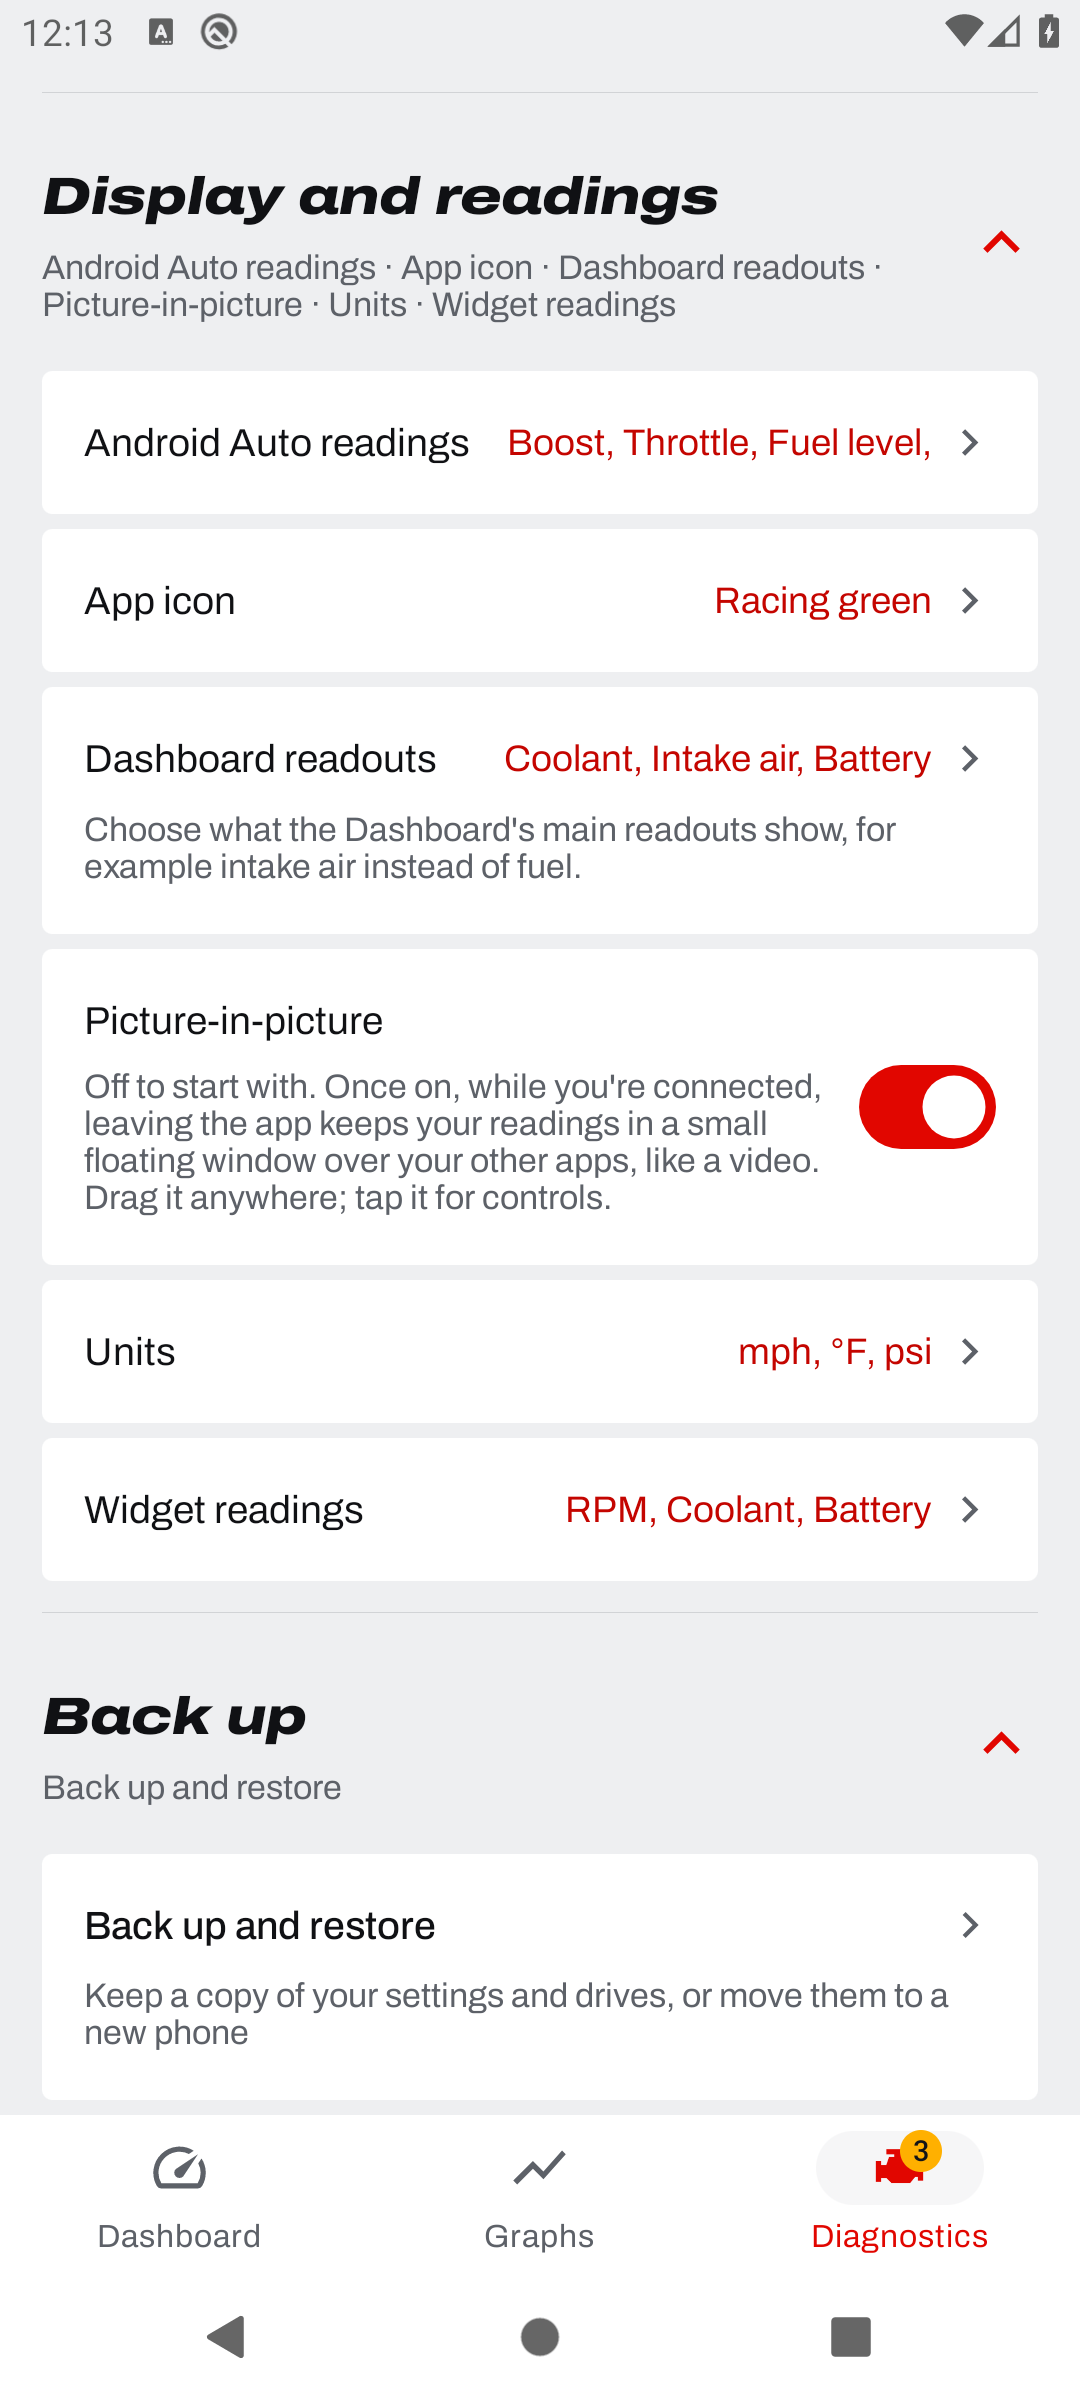 12:13
Display and readings
Android Auto readings · App icon · Dashboard readouts ·
Picture-in-picture · Units · Widget readings
Android Auto readings Boost, Throttle, Fuel level,
App icon Racing green
Dashboard readouts Coolant, Intake air, Battery
Choose what the Dashboard's main readouts show, for
example intake air instead of fuel.
Picture-in-picture
Off to start with. Once on, while you're connected,
leaving the app keeps your readings in a small
floating window over your other apps, like a video.
Drag it anywhere; tap it for controls.
Units mph, °F, psi
Widget readings RPM, Coolant, Battery
Back up
Back up and restore
Back up and restore
Keep a copy of your settings and drives, or move them to a
new phone
3
Dashboard Graphs Diagnostics